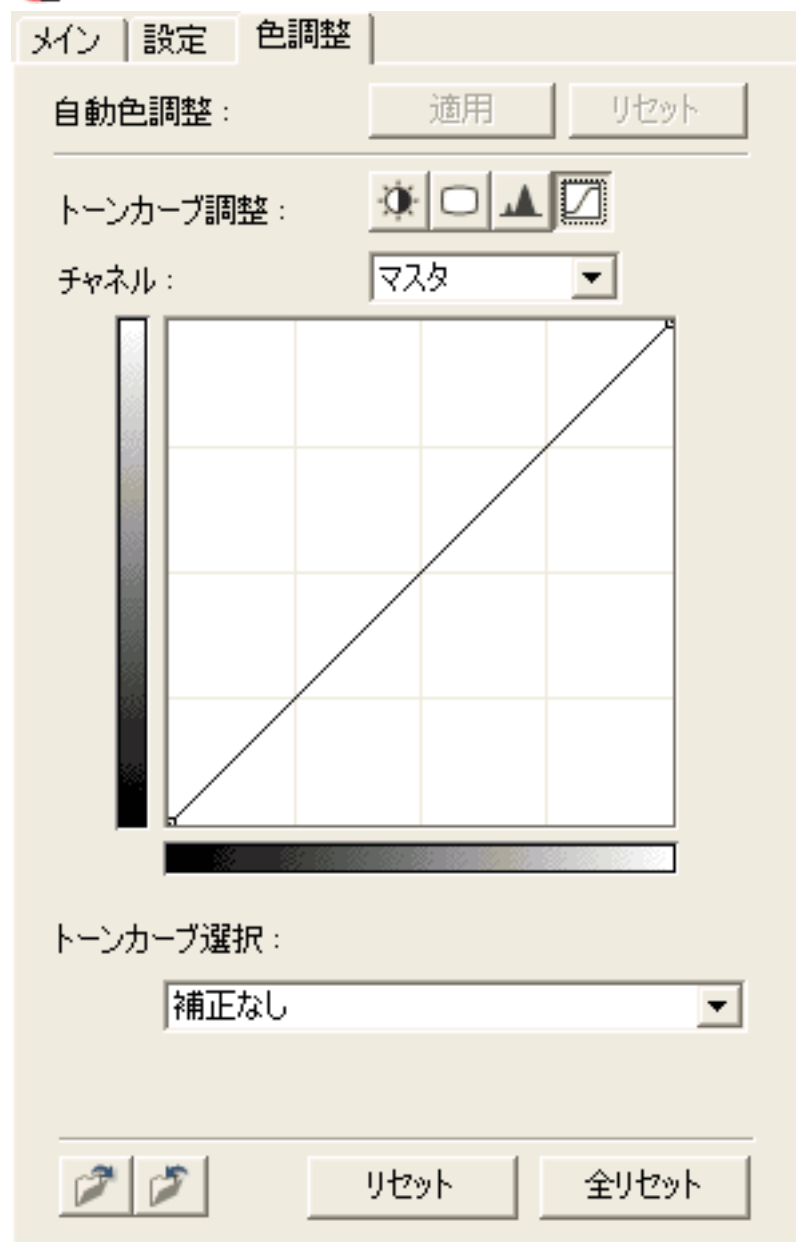 メイン 設定 色調整
自動色調整： 適用 リセット
トーンカーブ調整：
チャネル： マスタ
トーンカーブ選択：
補正なし
リセット 全リセット